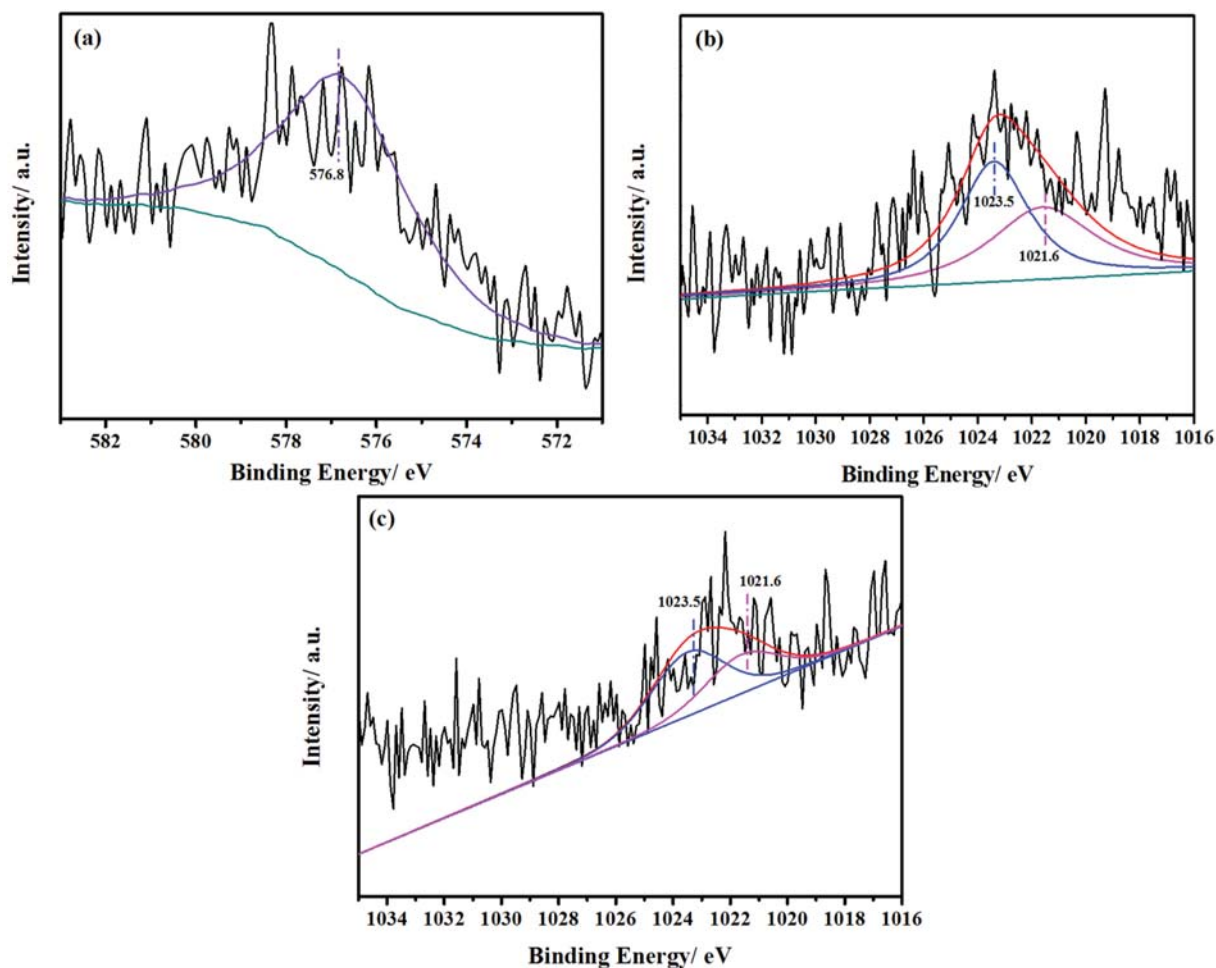 (a)
576.8
Intensity/ a.u.
582 580 578 576 574 572
Binding Energy/ eV
(b)
1023.5
1021.6
Intensity/ a.u.
1034 1032 1030 1028 1026 1024 1022 1020 1018 1016
Binding Energy/ eV
(c)
1023.5
1021.6
Intensity/ a.u.
1034 1032 1030 1028 1026 1024 1022 1020 1018 1016
Binding Energy/ eV